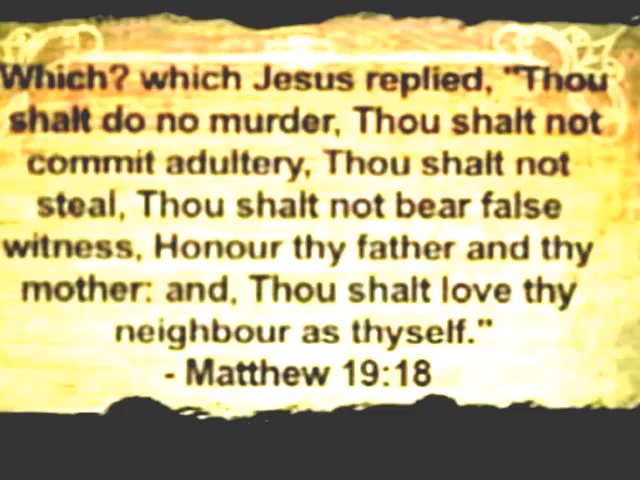 Which? which Jesus replied, "Thou
shalt do no murder, Thou shalt not
commit adultery, Thou shalt not
steal, Thou shalt not bear false
witness, Honour thy father and thy
mother: and, Thou shalt love thy
neighbour as thyself."
- Matthew 19:18